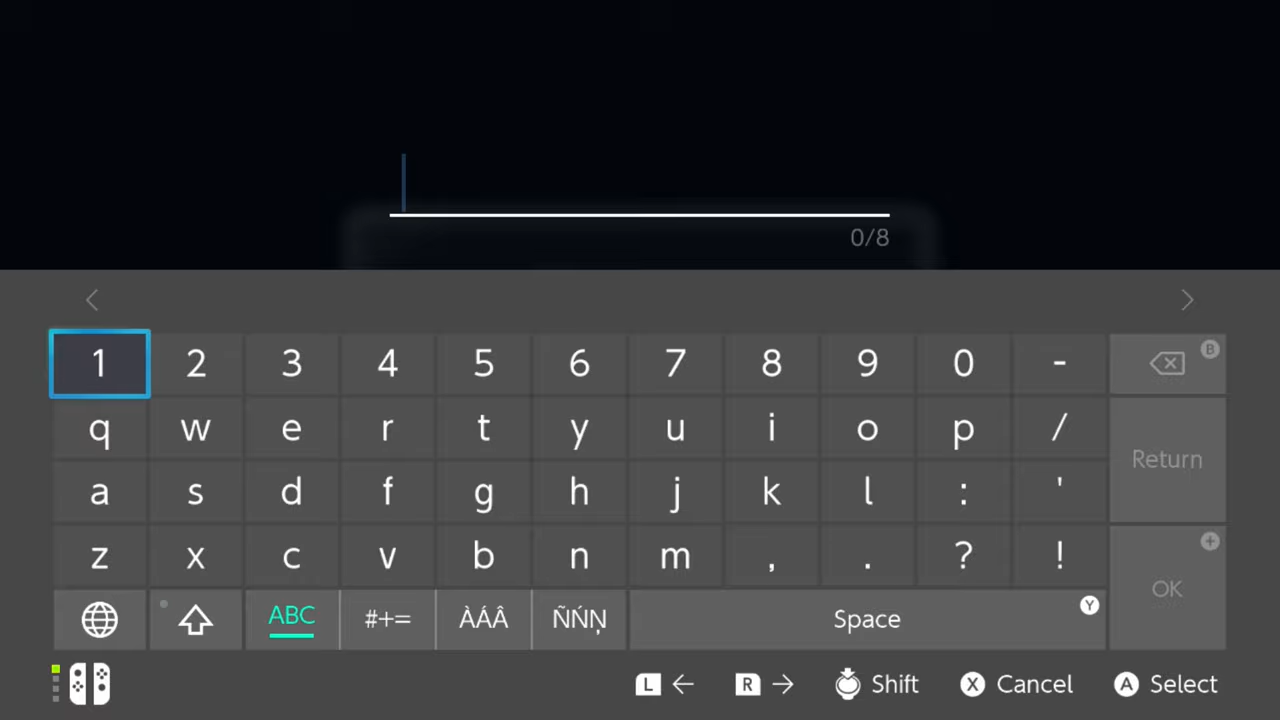 0/8
1 2 3 4 5 6 7 8 9 0 - B
q w e r t y u i o p / Return
a s d f g h j k l : '
z x c v b n m , . ? ! + OK
ABC #+= ÀÁÂ ÑŃŅ Space Y
L ← R → Shift X Cancel A Select